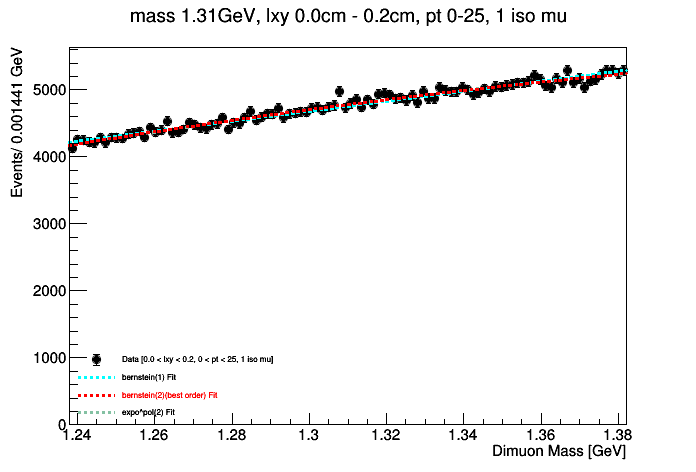 mass 1.31GeV, lxy 0.0cm - 0.2cm, pt 0-25, 1 iso mu
Events/ 0.001441 GeV
5000
4000
3000
2000
1000
0
Data [0.0 < lxy < 0.2, 0 < pt < 25, 1 iso mu]
bernstein(1) Fit
bernstein(2)(best order) Fit
expo^pol(2) Fit
1.24 1.26 1.28 1.3 1.32 1.34 1.36 1.38
Dimuon Mass [GeV]